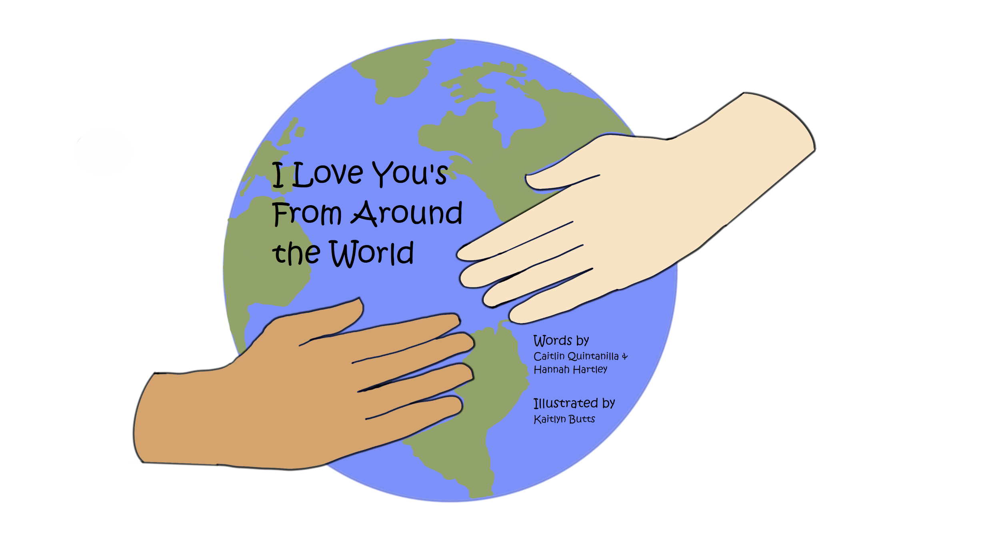 I Love You's
From Around
the World
Words by
Caitlin Quintanilla &
Hannah Hartley
Illustrated by
Kaitlyn Butts